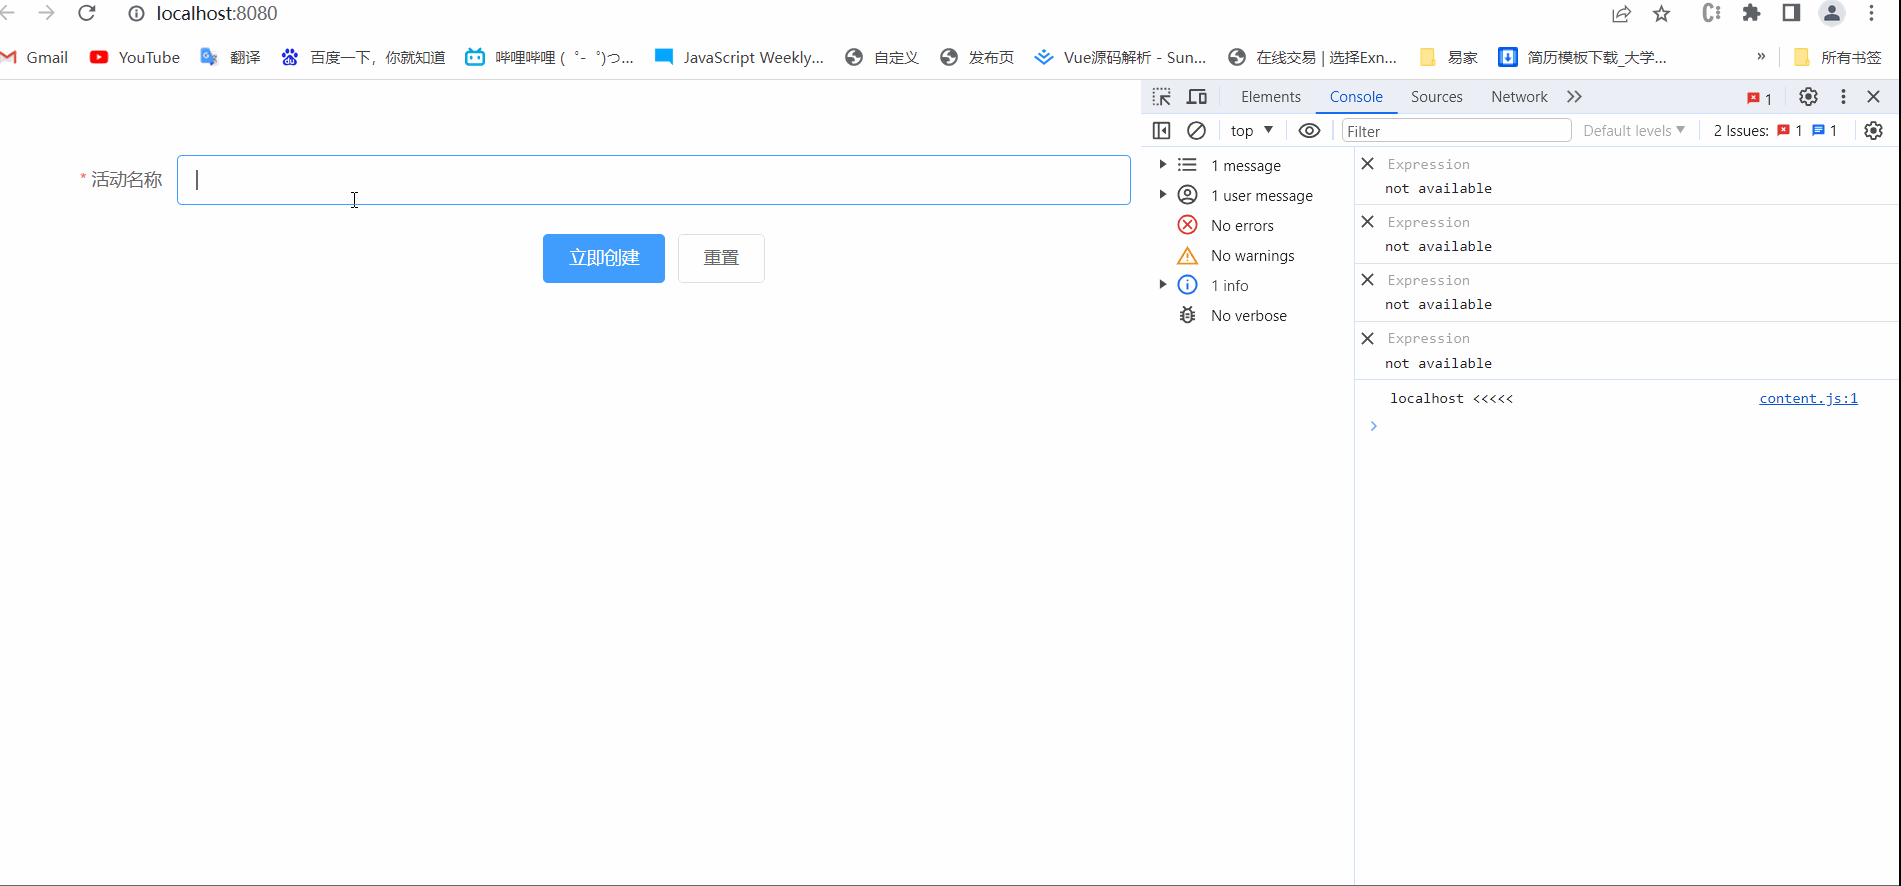 localhost:8080
Gmail YouTube 翻译 百度一下，你就知道 哔哩哔哩 (゜-゜)つ... JavaScript Weekly,... 自定义 发布页 Vue源码解析 - Sun... 在线交易 | 选择Exn... 易家 简历模板下载_大学... » 所有书签
Elements Console Sources Network 1
top Filter Default levels 2 Issues: 1 1
* 活动名称
立即创建 重置
1 message
1 user message
No errors
No warnings
1 info
No verbose
Expression
not available
Expression
not available
Expression
not available
Expression
not available
localhost <<<<< content.js:1